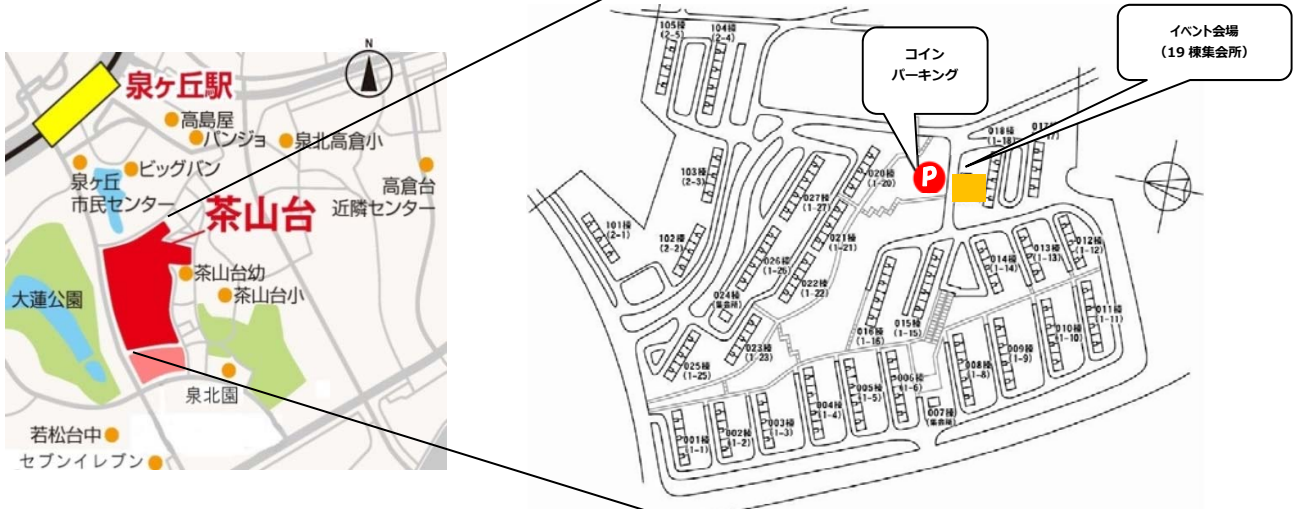 N
泉ヶ丘駅
高島屋
パンジョ
泉北高倉小
泉ヶ丘
市民センター
ビッグバン
高倉台
近隣センター
茶山台
茶山台幼
茶山台小
大蓮公園
泉北園
若松台中
セブンイレブン
コイン
パーキング
イベント会場
(19 棟集会所)
P
105棟
(2-5)
104棟
(2-4)
103棟
(2-3)
101棟
(2-1)
102棟
(2-2)
018棟
(1-18)
017棟
020棟
(1-20)
027棟
(1-27)
021棟
(1-21)
026棟
(1-26)
022棟
(1-22)
024棟
(集会所)
023棟
(1-23)
025棟
(1-25)
016棟
(1-16)
015棟
(1-15)
014棟
(1-14)
013棟
(1-13)
012棟
(1-12)
011棟
(1-11)
010棟
(1-10)
009棟
(1-9)
008棟
(1-8)
007棟
(集会所)
006棟
(1-6)
005棟
(1-5)
004棟
(1-4)
003棟
(1-3)
002棟
(1-2)
001棟
(1-1)